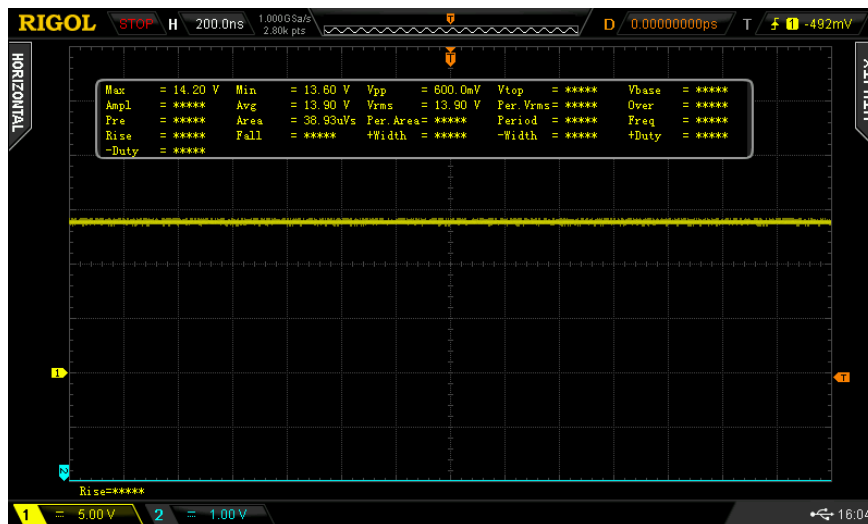 RIGOL STOP H 200.0ns 1.000GSa/s 2.80k pts T D 0.00000000ps T 1 -492mV
HORIZONTAL
T
Max = 14.20 V Min = 13.60 V Vpp = 600.0mV Vtop = ***** Vbase = *****
Ampl = ***** Avg = 13.90 V Vrms = 13.90 V Per.Vrms= ***** Over = *****
Pre = ***** Area = 38.93uVs Per.Area= ***** Period = ***** Freq = *****
Rise = ***** Fall = ***** +Width = ***** -Width = ***** +Duty = *****
-Duty = *****
1
T
2
Rise=*****
1 = 5.00 V 2 = 1.00 V 16:04